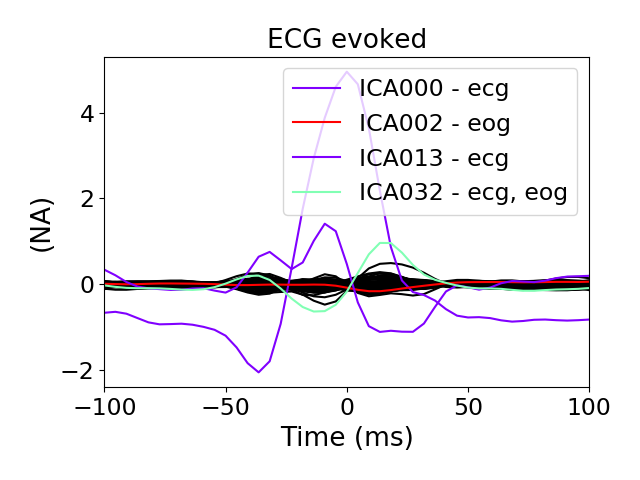 ECG evoked
ICA000 - ecg
ICA002 - eog
ICA013 - ecg
ICA032 - ecg, eog
(NA)
4
2
0
−2
−100
−50
0
50
100
Time (ms)